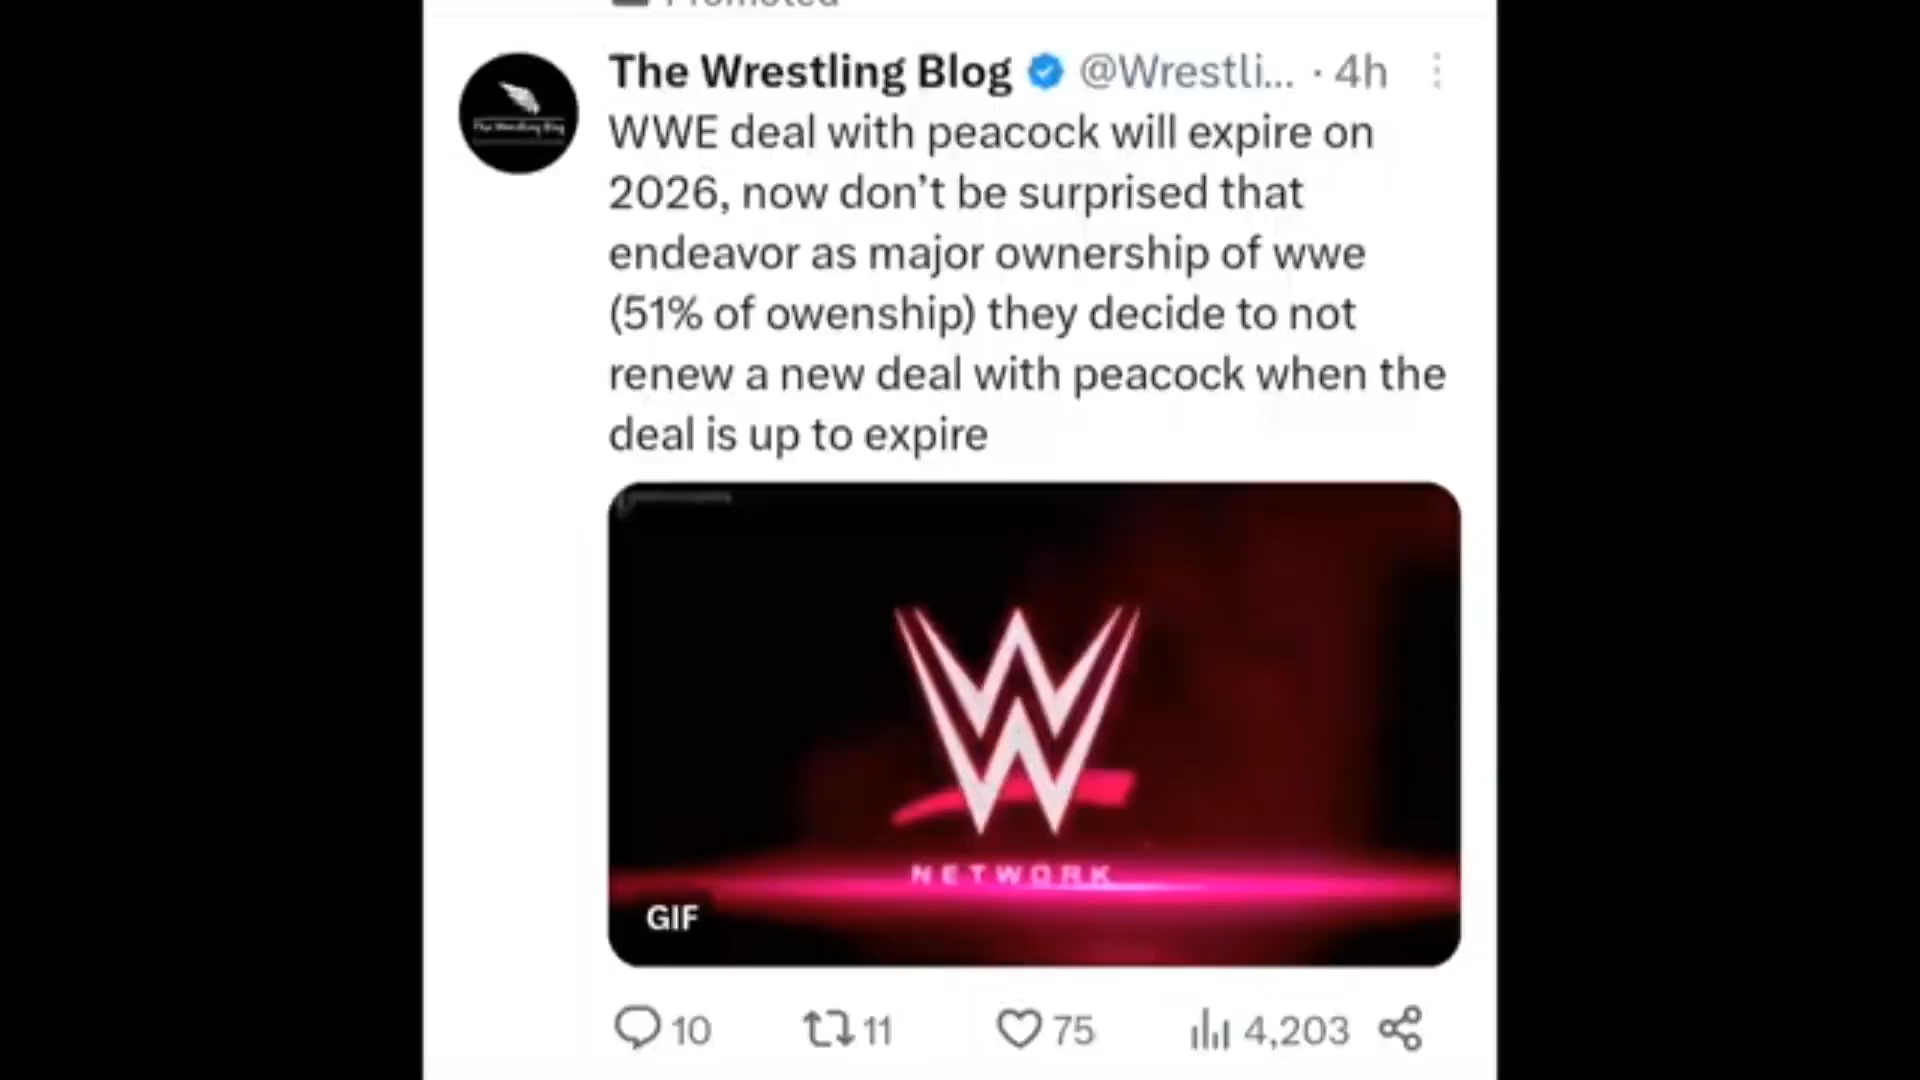 Promoted
The Wrestling Blog @Wrestli... · 4h
WWE deal with peacock will expire on
2026, now don't be surprised that
endeavor as major ownership of wwe
(51% of owenship) they decide to not
renew a new deal with peacock when the
deal is up to expire
NETWORK
GIF
10 11 75 4,203